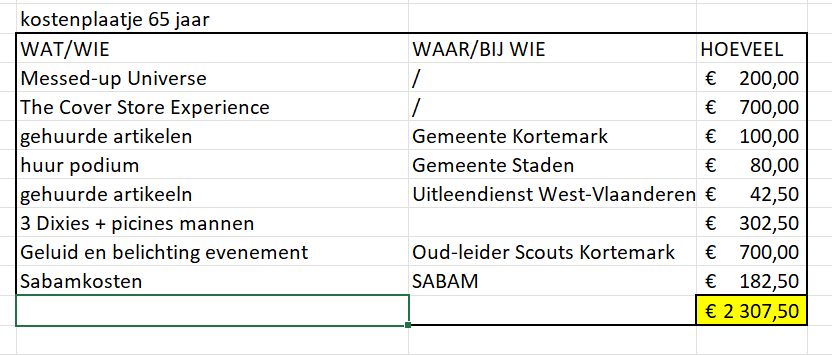 kostenplaatje 65 jaar
WAT/WIE WAAR/BIJ WIE HOEVEEL
Messed-up Universe / € 200,00
The Cover Store Experience / € 700,00
gehuurde artikelen Gemeente Kortemark € 100,00
huur podium Gemeente Staden € 80,00
gehuurde artikeeln Uitleendienst West-Vlaanderen € 42,50
3 Dixies + picines mannen € 302,50
Geluid en belichting evenement Oud-leider Scouts Kortemark € 700,00
Sabamkosten SABAM € 182,50
€ 2 307,50